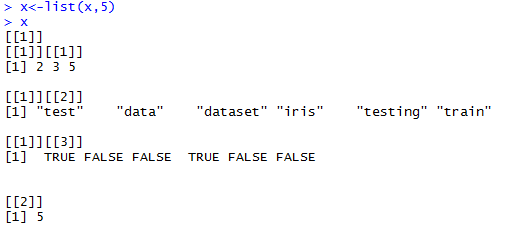 > x<-list(x,5)
> x
[[1]]
[[1]][[1]]
[1] 2 3 5
[[1]][[2]]
[1] "test"    "data"    "dataset" "iris"    "testing" "train"
[[1]][[3]]
[1]  TRUE FALSE FALSE  TRUE FALSE FALSE
[[2]]
[1] 5